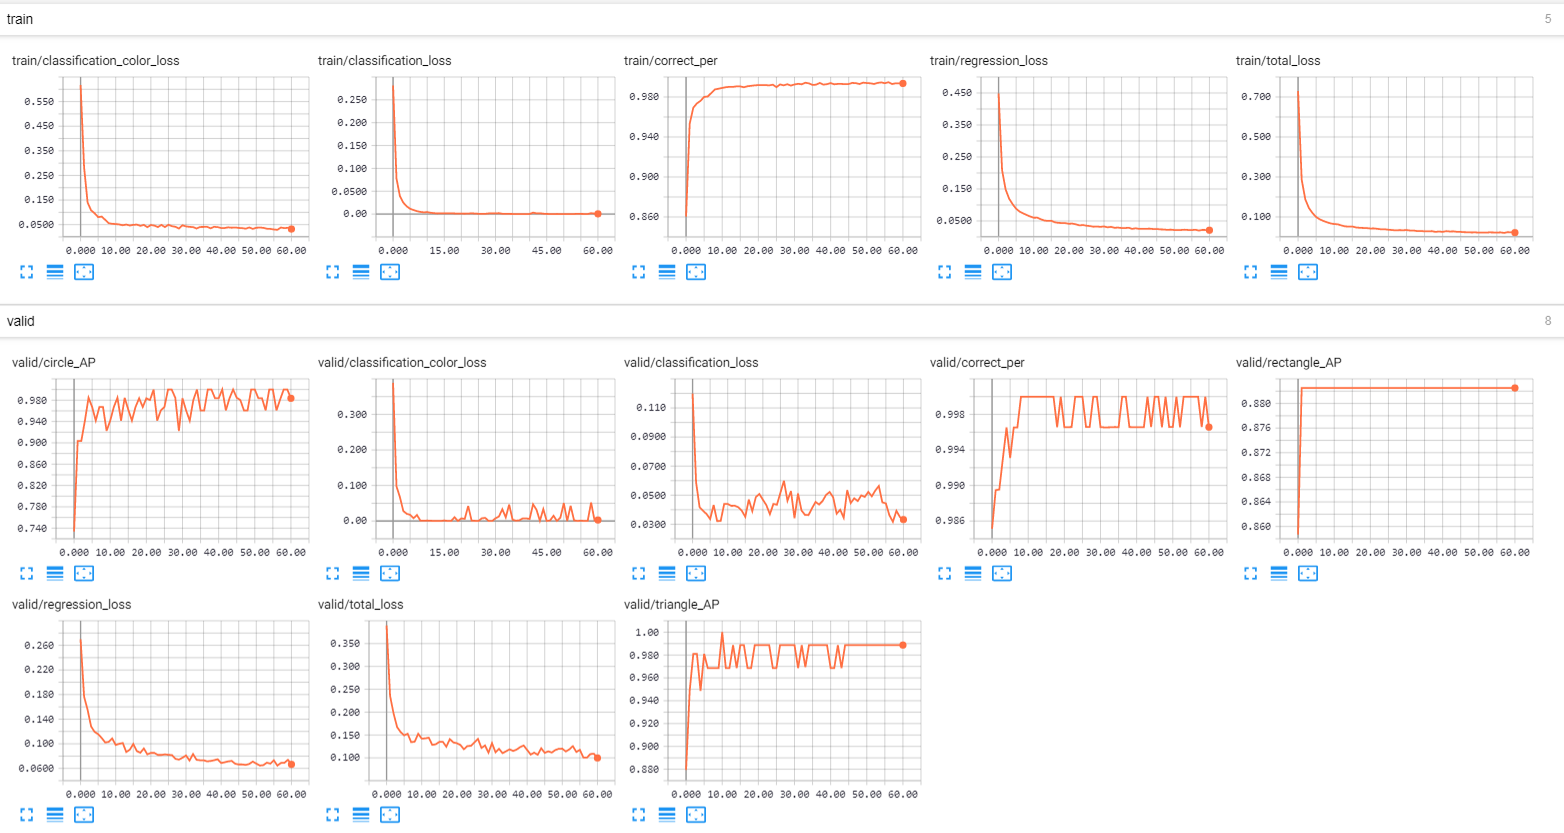 train 5
train/classification_color_loss train/classification_loss train/correct_per train/regression_loss train/total_loss
0.550 0.450 0.350 0.250 0.150 0.0500
0.000 10.00 20.00 30.00 40.00 50.00 60.00
0.250 0.200 0.150 0.100 0.0500 0.00
0.000 15.00 30.00 45.00 60.00
0.980 0.940 0.900 0.860
0.000 10.00 20.00 30.00 40.00 50.00 60.00
0.450 0.350 0.250 0.150 0.0500
0.000 10.00 20.00 30.00 40.00 50.00 60.00
0.700 0.500 0.300 0.100
0.000 10.00 20.00 30.00 40.00 50.00 60.00
valid 8
valid/circle_AP valid/classification_color_loss valid/classification_loss valid/correct_per valid/rectangle_AP
0.980 0.940 0.900 0.860 0.820 0.780 0.740
0.000 10.00 20.00 30.00 40.00 50.00 60.00
0.300 0.200 0.100 0.00
0.000 15.00 30.00 45.00 60.00
0.110 0.0900 0.0700 0.0500 0.0300
0.000 10.00 20.00 30.00 40.00 50.00 60.00
0.998 0.994 0.990 0.986
0.000 10.00 20.00 30.00 40.00 50.00 60.00
0.880 0.876 0.872 0.868 0.864 0.860
0.000 10.00 20.00 30.00 40.00 50.00 60.00
valid/regression_loss valid/total_loss valid/triangle_AP
0.260 0.220 0.180 0.140 0.100 0.0600
0.000 10.00 20.00 30.00 40.00 50.00 60.00
0.350 0.300 0.250 0.200 0.150 0.100
0.000 15.00 30.00 45.00 60.00
1.00 0.980 0.960 0.940 0.920 0.900 0.880
0.000 10.00 20.00 30.00 40.00 50.00 60.00